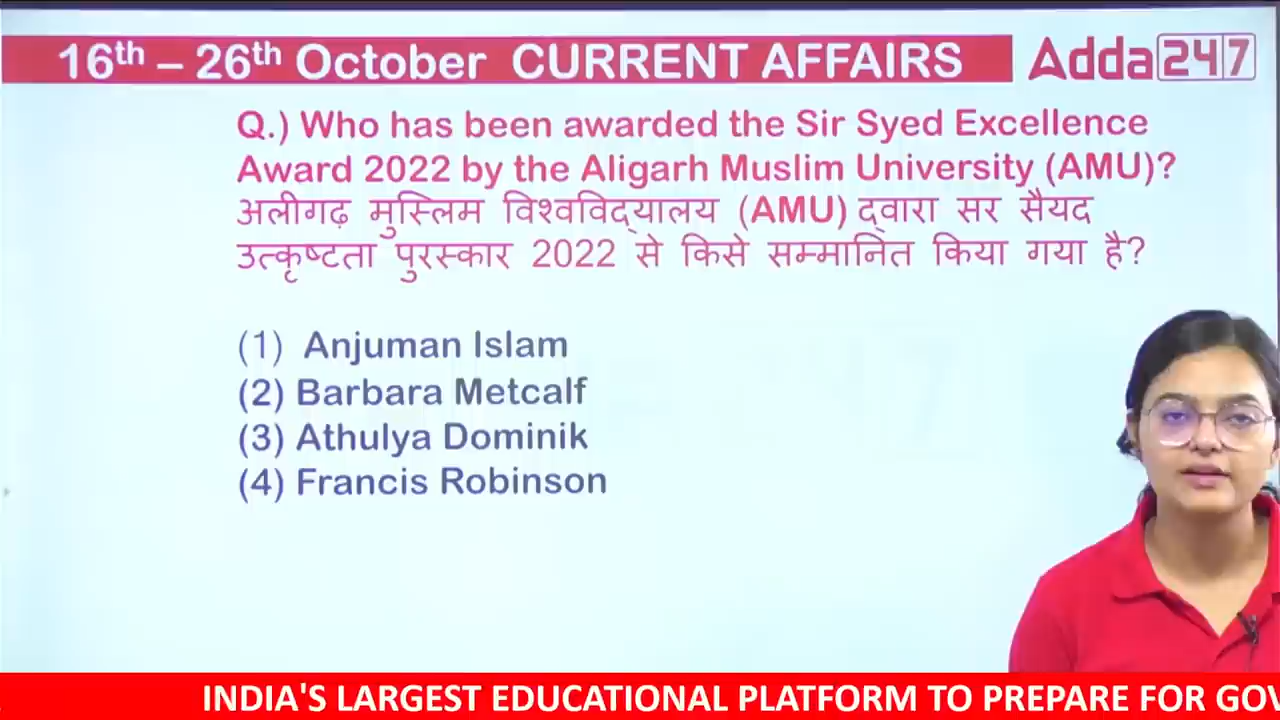 16th – 26th October CURRENT AFFAIRS
Adda247
Q.) Who has been awarded the Sir Syed Excellence
Award 2022 by the Aligarh Muslim University (AMU)?
अलीगढ़ मुस्लिम विश्वविद्यालय (AMU) द्वारा सर सैयद
उत्कृष्टता पुरस्कार 2022 से किसे सम्मानित किया गया है?
(1) Anjuman Islam
(2) Barbara Metcalf
(3) Athulya Dominik
(4) Francis Robinson
INDIA'S LARGEST EDUCATIONAL PLATFORM TO PREPARE FOR GOV